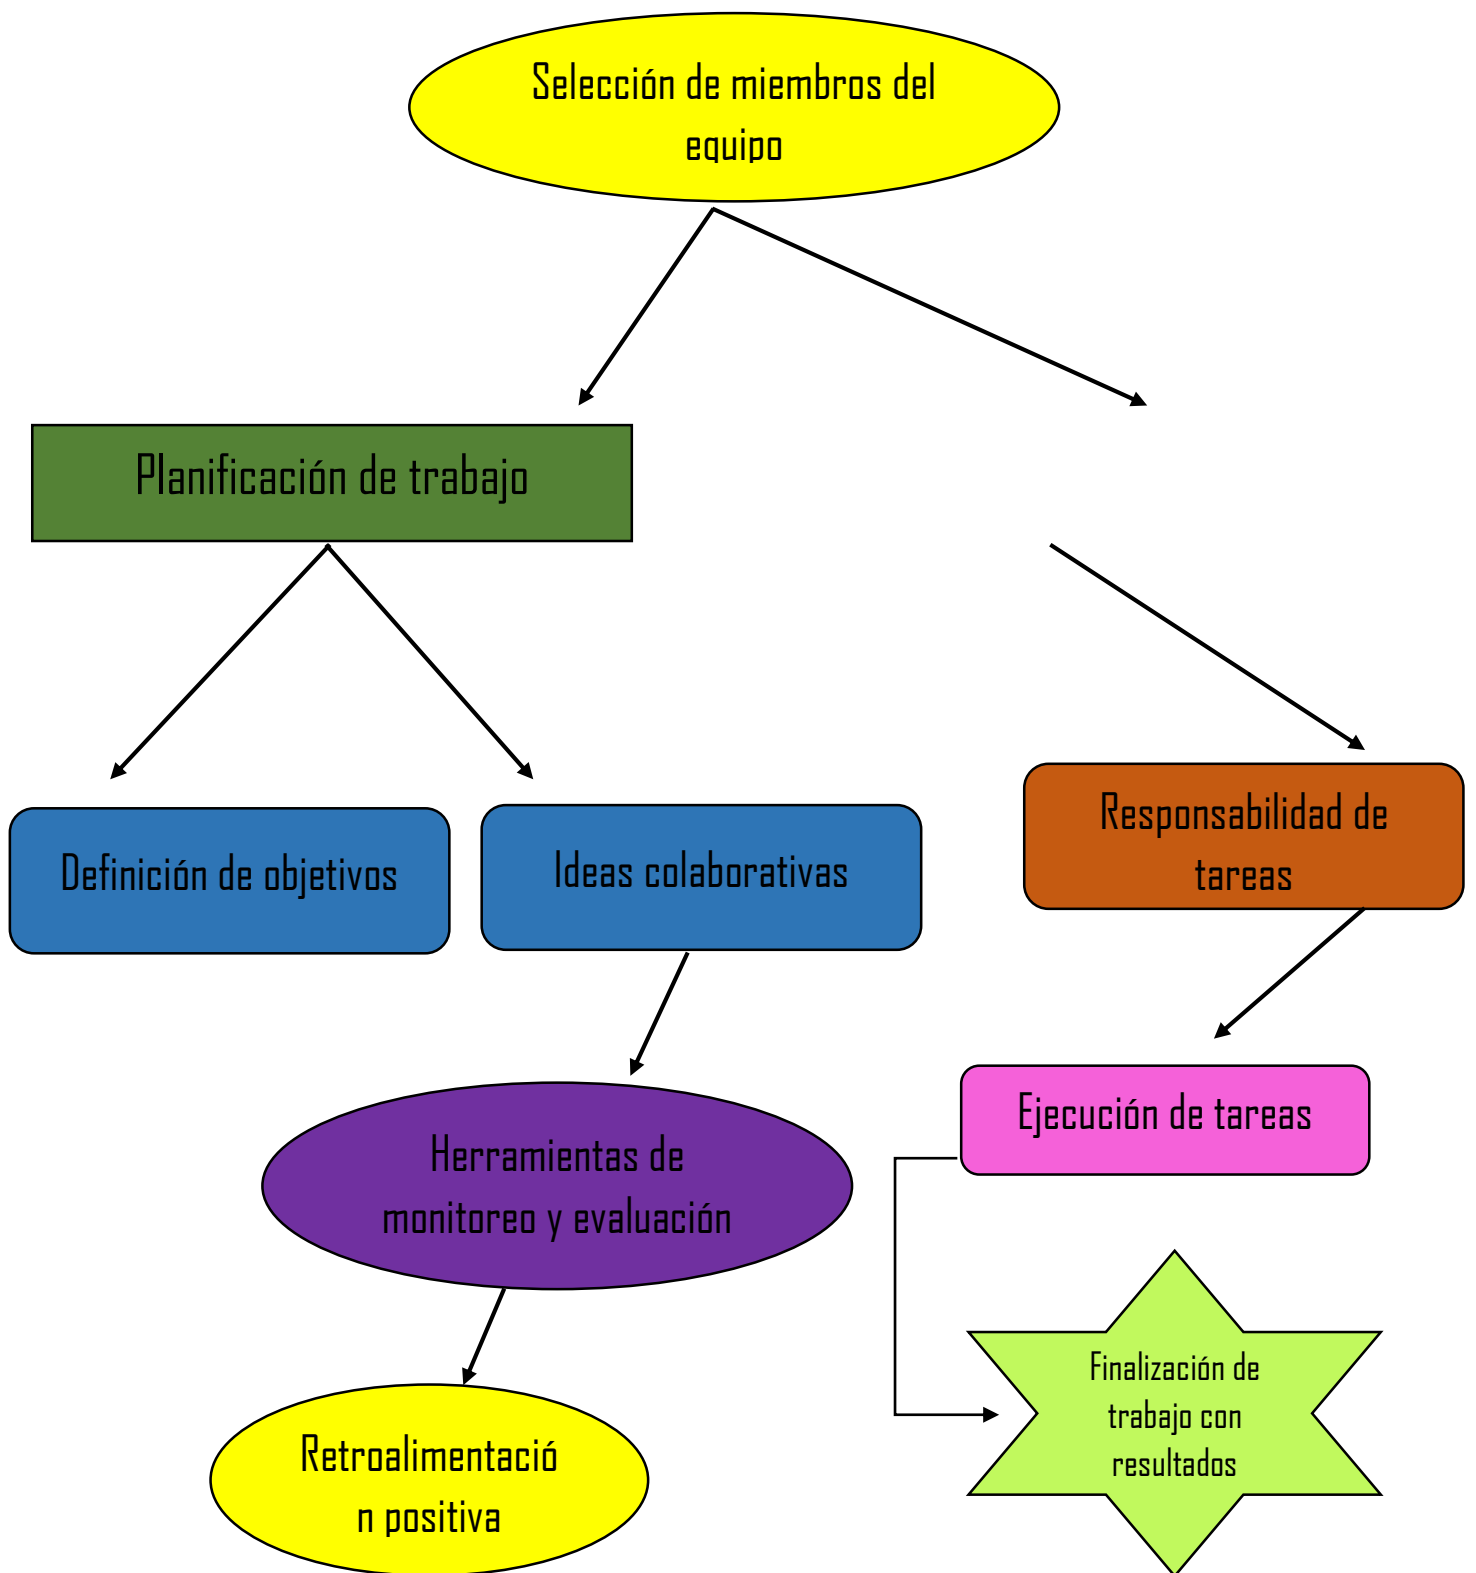 Selección de miembros del
equipo
Planificación de trabajo
Definición de objetivos
Ideas colaborativas
Responsabilidad de
tareas
Herramientas de
monitoreo y evaluación
Ejecución de tareas
Retroalimentació
n positiva
Finalización de
trabajo con
resultados